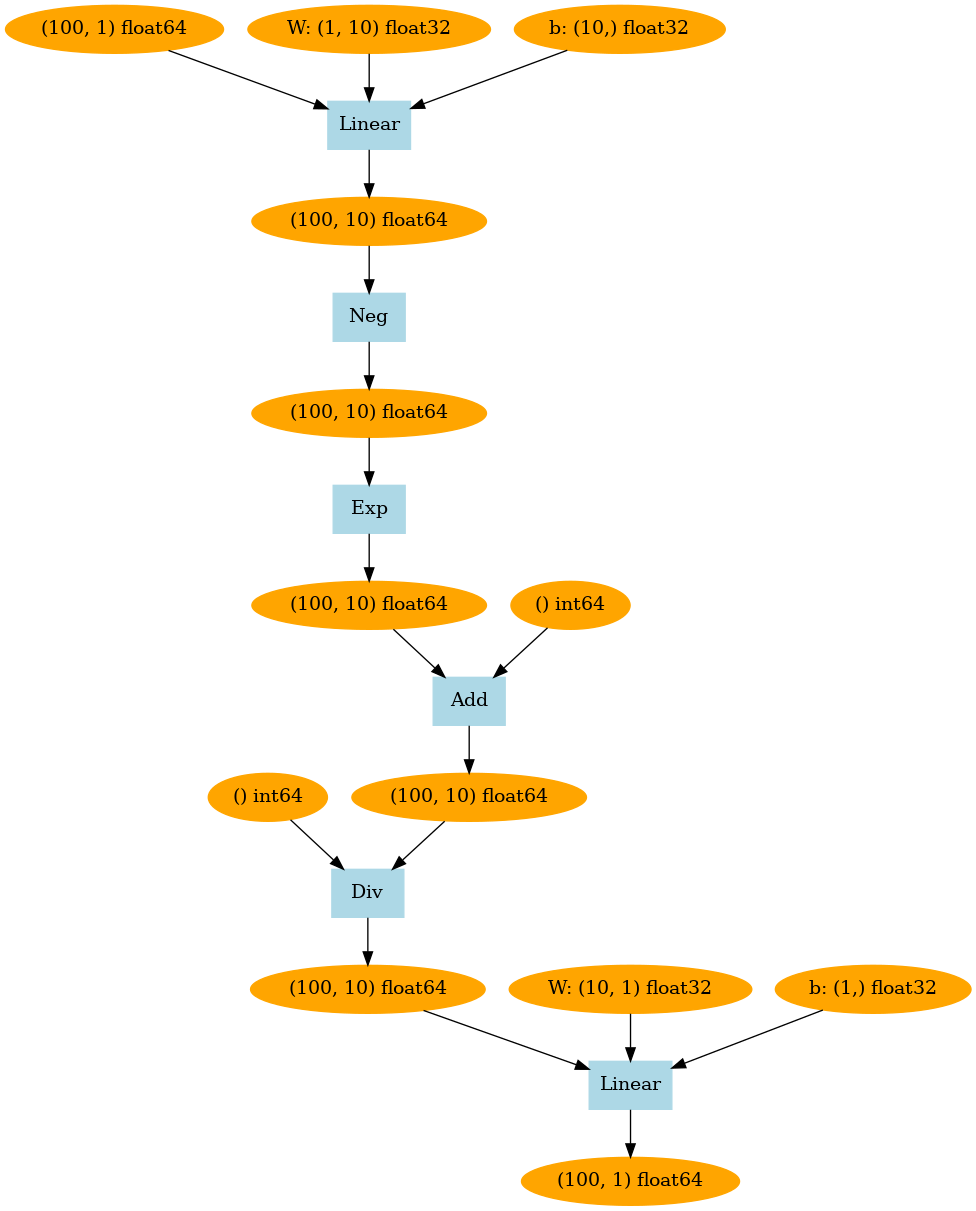 (100, 1) float64
W: (1, 10) float32
b: (10,) float32
Linear
(100, 10) float64
Neg
(100, 10) float64
Exp
(100, 10) float64
() int64
Add
() int64
(100, 10) float64
Div
(100, 10) float64
W: (10, 1) float32
b: (1,) float32
Linear
(100, 1) float64